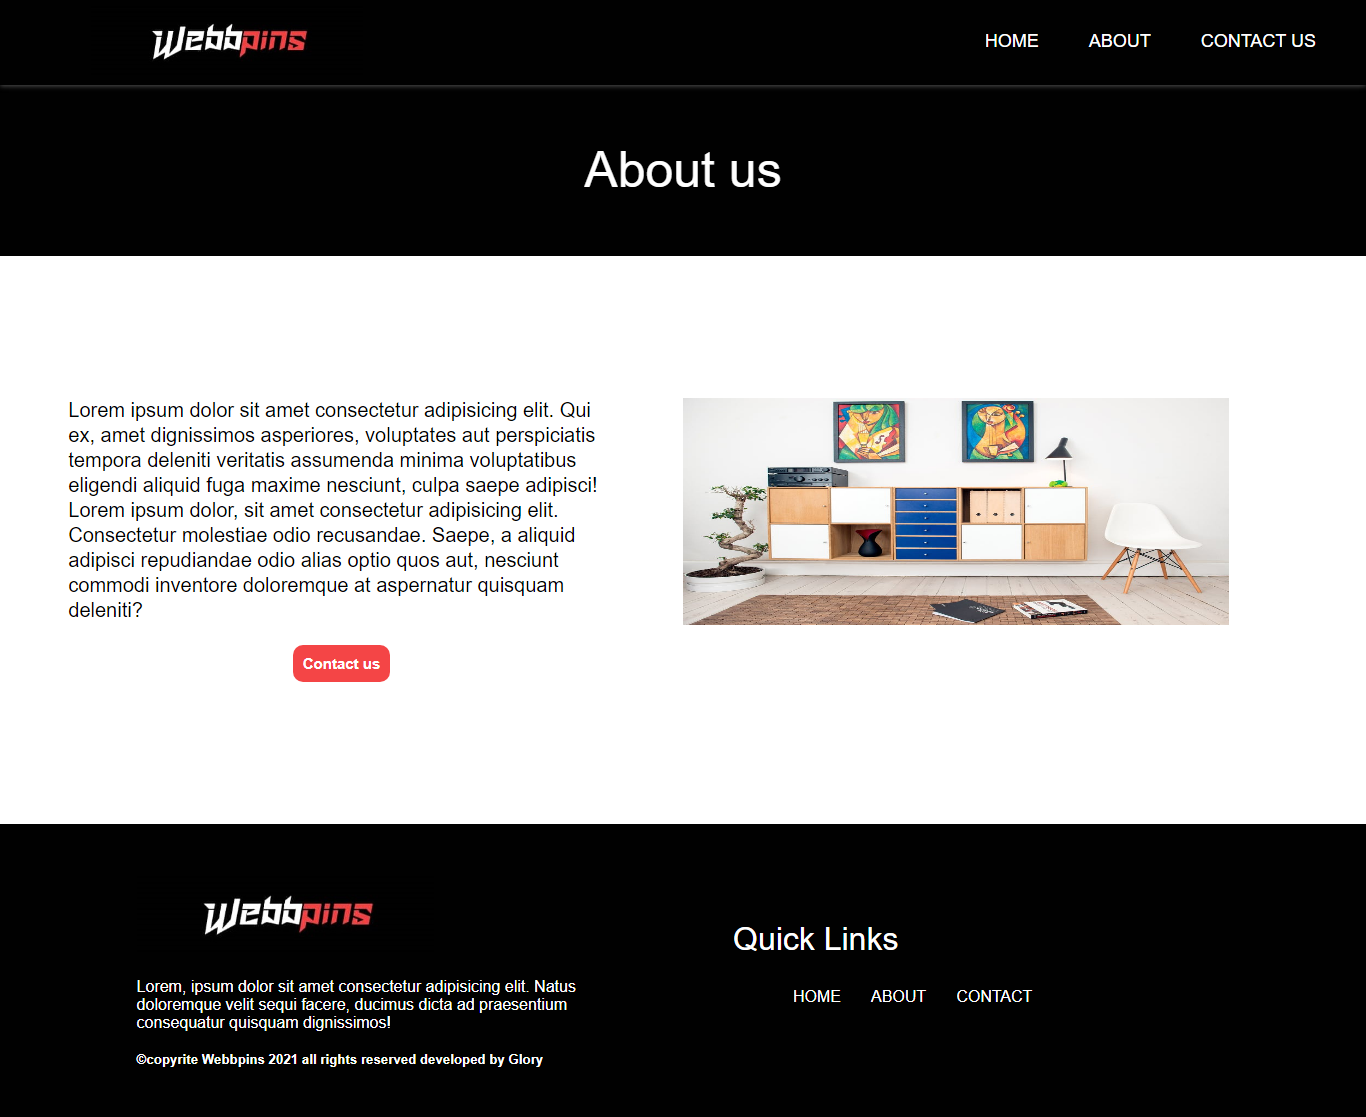 Webbpins
HOME ABOUT CONTACT US
About us
Lorem ipsum dolor sit amet consectetur adipisicing elit. Qui
ex, amet dignissimos asperiores, voluptates aut perspiciatis
tempora deleniti veritatis assumenda minima voluptatibus
eligendi aliquid fuga maxime nesciunt, culpa saepe adipisci!
Lorem ipsum dolor, sit amet consectetur adipisicing elit.
Consectetur molestiae odio recusandae. Saepe, a aliquid
adipisci repudiandae odio alias optio quos aut, nesciunt
commodi inventore doloremque at aspernatur quisquam
deleniti?
Contact us
Webbpins
Lorem, ipsum dolor sit amet consectetur adipisicing elit. Natus
doloremque velit sequi facere, ducimus dicta ad praesentium
consequatur quisquam dignissimos!
©copyrite Webbpins 2021 all rights reserved developed by Glory
Quick Links
HOME ABOUT CONTACT